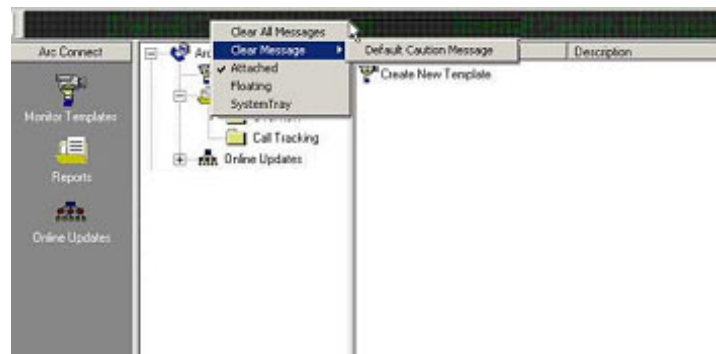 Clear All Messages
Arc Connect
Clear Message
Default Caution Message
Description
Attached
Create New Template
Floating
SystemTray
Monitor Templates
Call Tracking
Online Updates
Reports
Online Updates